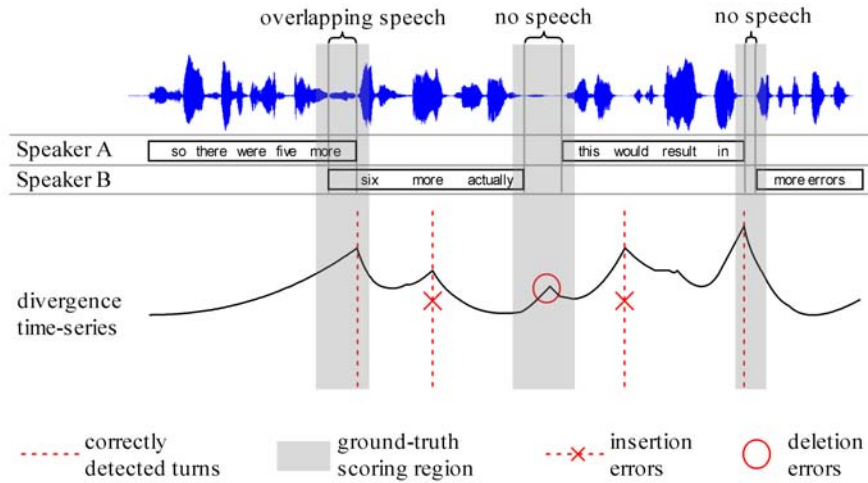 overlapping speech no speech no speech
Speaker A so there were five more this would result in
Speaker B six more actually more errors
divergence
time-series
correctly
detected turns
ground-truth
scoring region
insertion
errors
deletion
errors